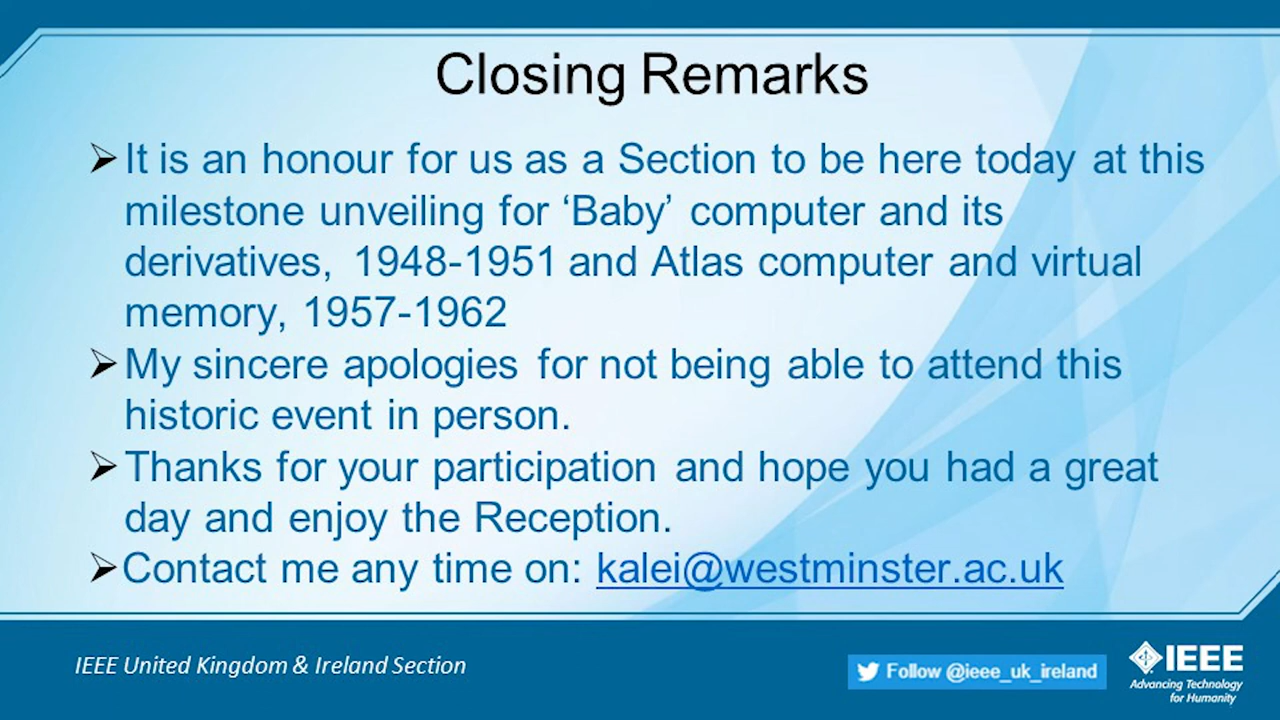 Closing Remarks
➢It is an honour for us as a Section to be here today at this
milestone unveiling for ‘Baby’ computer and its
derivatives, 1948-1951 and Atlas computer and virtual
memory, 1957-1962
➢My sincere apologies for not being able to attend this
historic event in person.
➢Thanks for your participation and hope you had a great
day and enjoy the Reception.
➢Contact me any time on: kalei@westminster.ac.uk
IEEE United Kingdom & Ireland Section
Follow @ieee_uk_ireland
IEEE
Advancing Technology
for Humanity